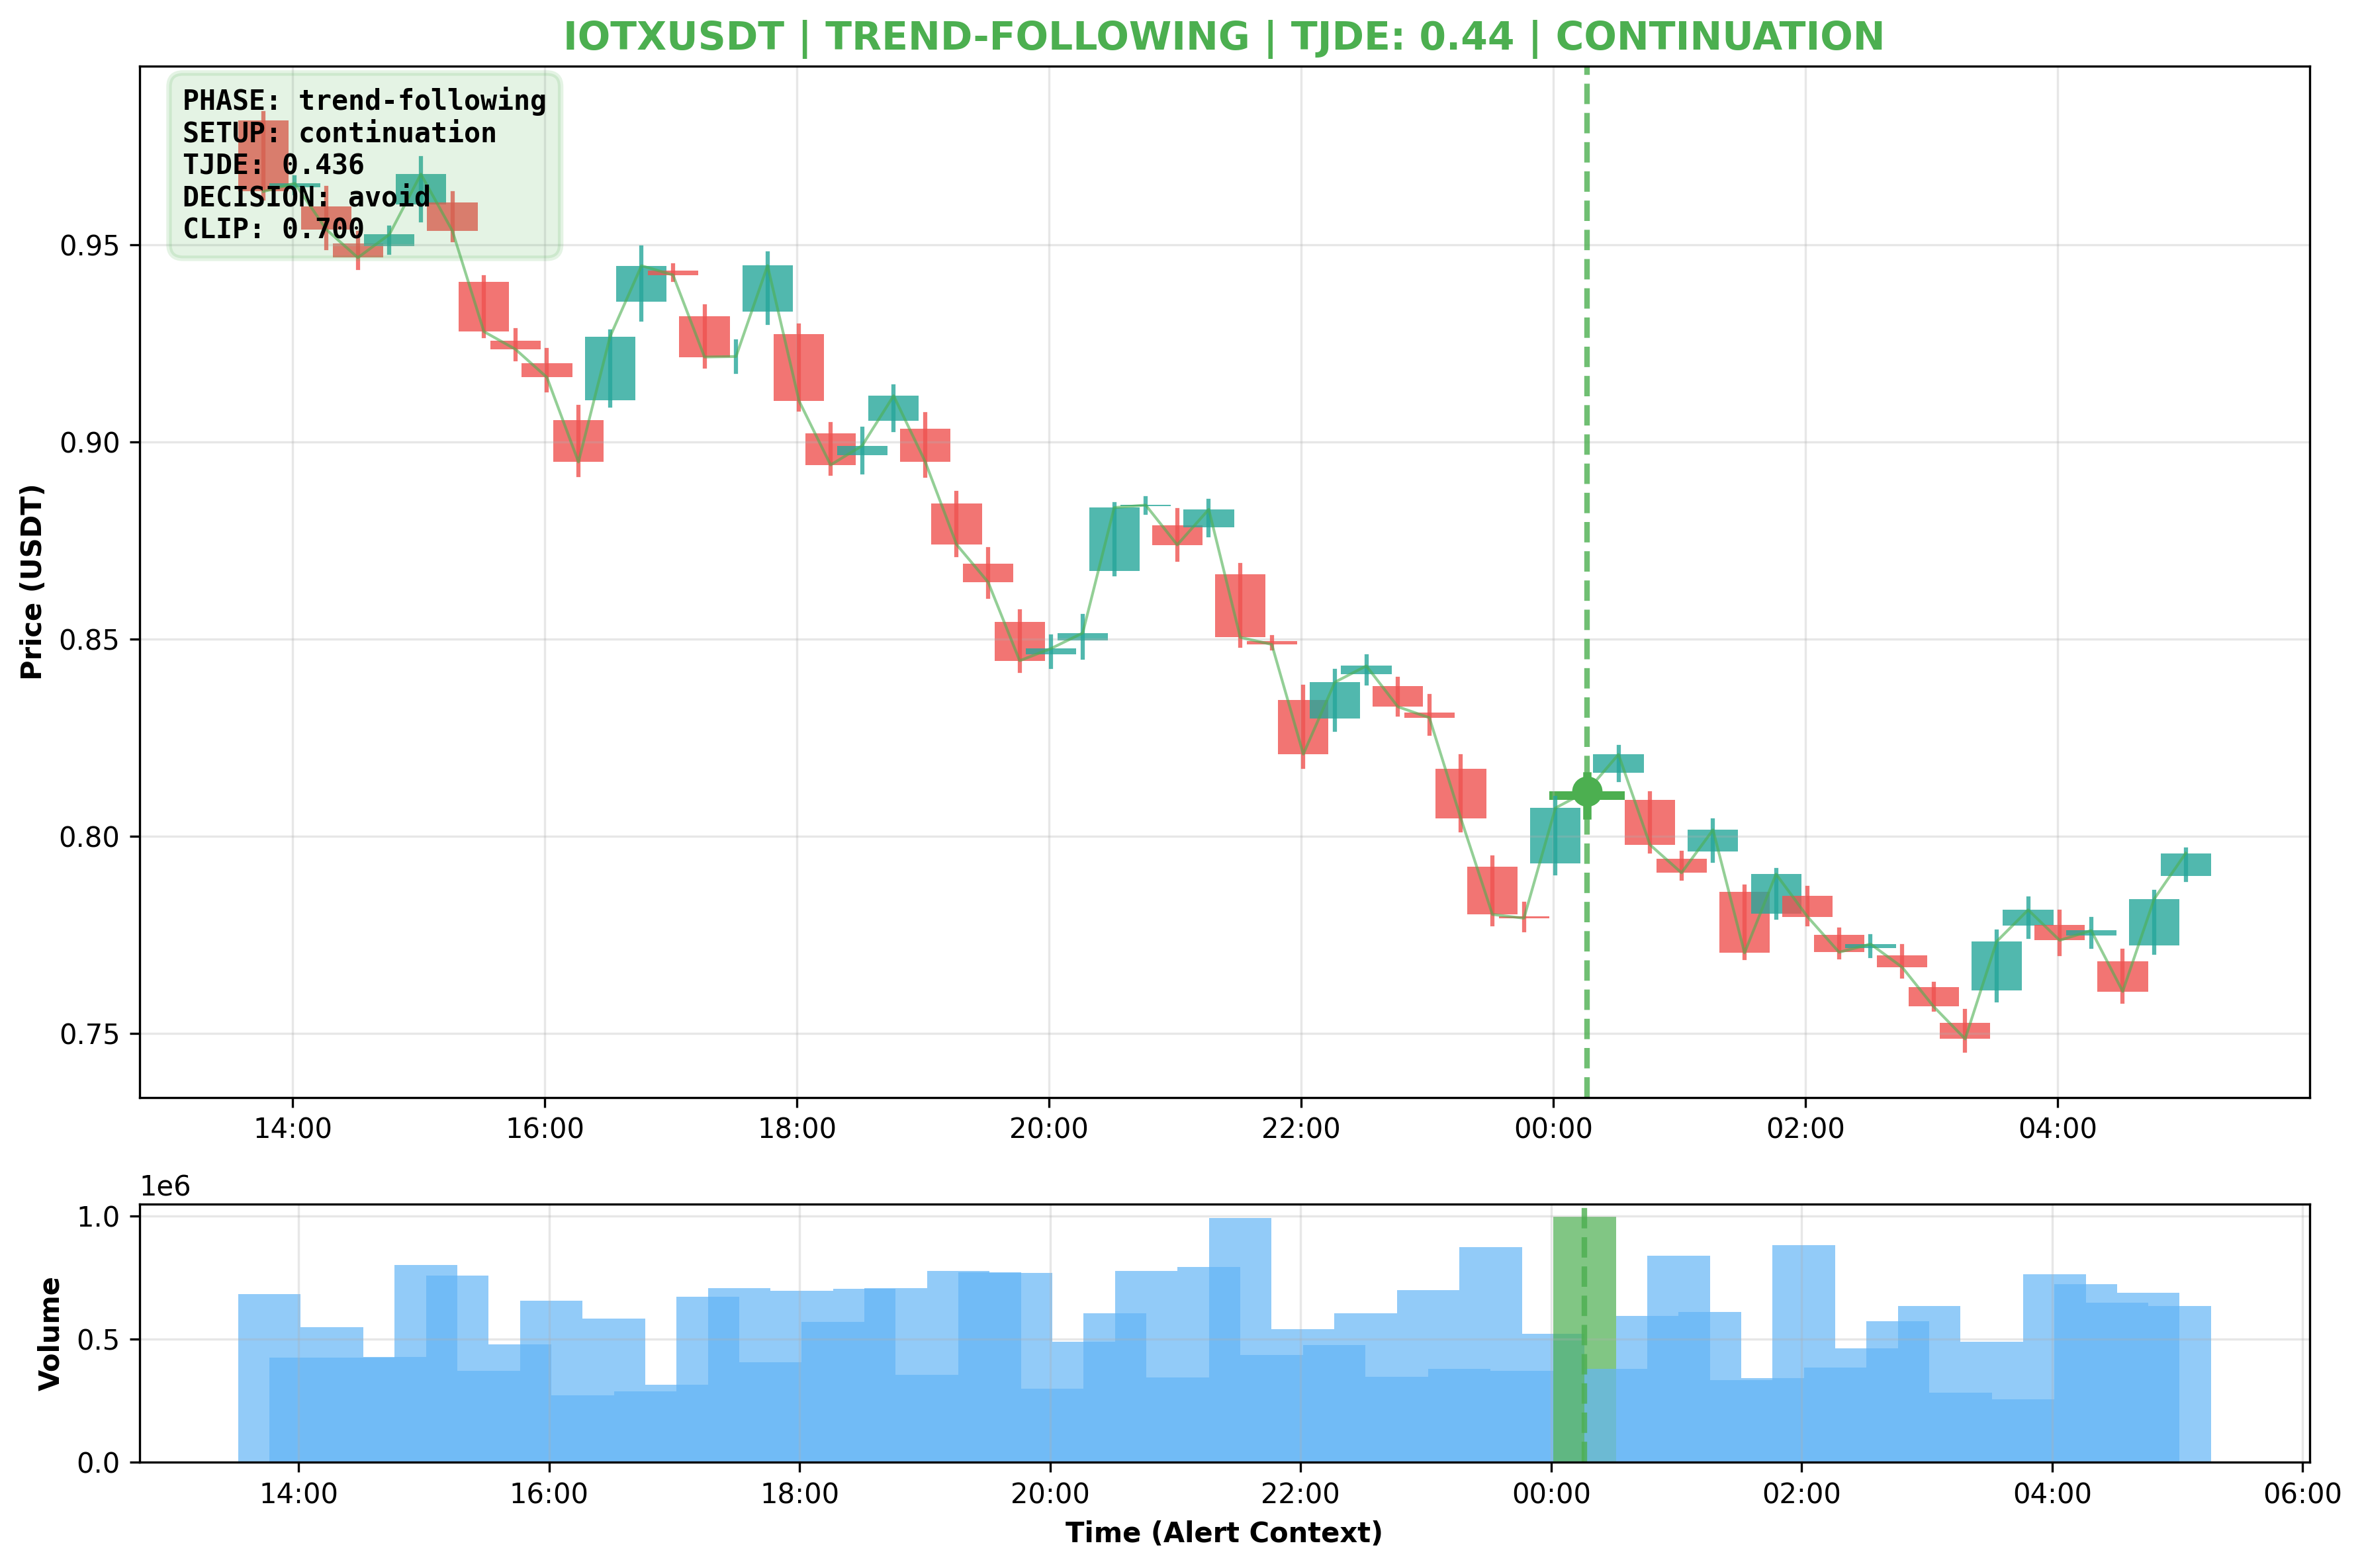 IOTXUSDT | TREND-FOLLOWING | TJDE: 0.44 | CONTINUATION
PHASE: trend-following
SETUP: continuation
TJDE: 0.436
DECISION: avoid
CLIP: 0.700
Price (USDT)
0.95
0.90
0.85
0.80
0.75
14:00 16:00 18:00 20:00 22:00 00:00 02:00 04:00
1e6
Volume
1.0
0.5
0.0
14:00 16:00 18:00 20:00 22:00 00:00 02:00 04:00 06:00
Time (Alert Context)